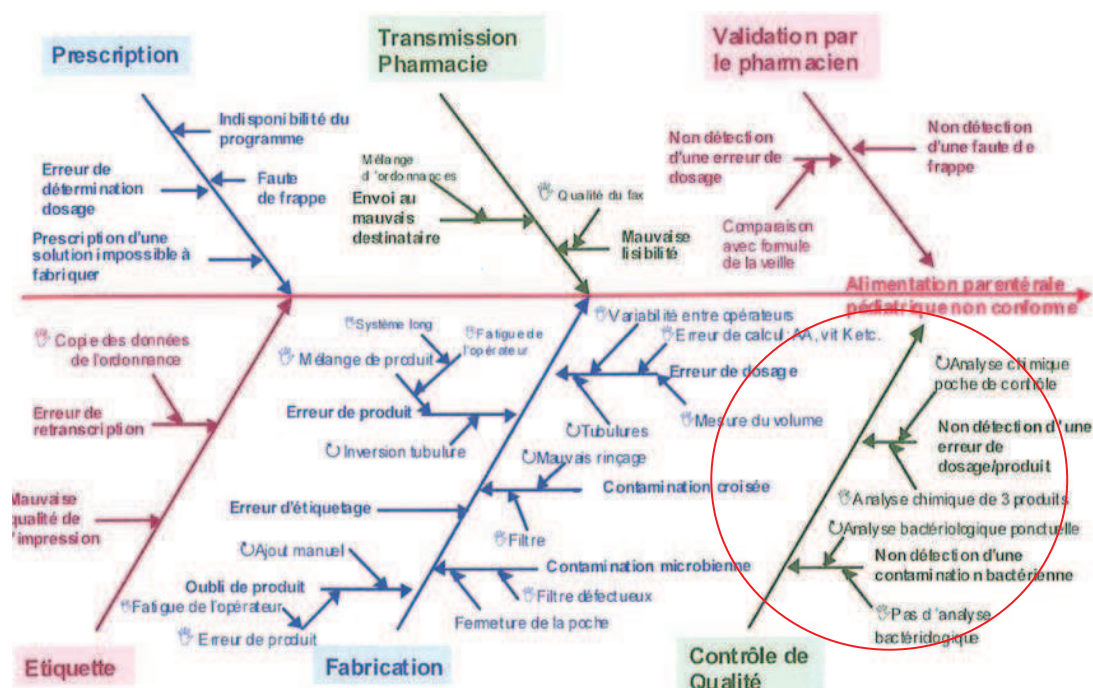 Prescription
Transmission
Pharmacie
Validation par
le pharmacien
Indisponibilité du
programme
Erreur de
détermination
dosage
Faute
de frappe
Prescription d'une
solution impossible à
fabriquer
Mélange
d'ordonnances
Envoi au
mauvais
destinataire
Qualité du fax
Mauvaise
lisibilité
Non détection
d'une erreur de
dosage
Non détection
d'une faute de
frappe
Comparaison
avec formule
de la veille
Alimentation parentérale
pédiatrique non conforme
Copie des données
de l'ordonnance
Erreur de
retranscription
Mauvaise
qualité de
l'impression
Système long
Fatigue de
l'opérateur
Mélange de produit
Erreur de produit
Inversion tubulure
Variabilité entre opérateurs
Erreur de calcul: AA, vit K etc.
Erreur de dosage
Tubulures
Mesure du volume
Mauvais rinçage
Contamination croisée
Filtre
Erreur d'étiquetage
Ajout manuel
Oubli de produit
Fatigue de l'opérateur
Erreur de produit
Contamination microbienne
Filtre défectueux
Fermeture de la poche
Analyse chimique
poche de contrôle
Non détection d'une
erreur de
dosage/produit
Analyse chimique de 3 produits
Analyse bactériologique ponctuelle
Non détection d'une
contamination bactérienne
Pas d'analyse
bactéridogique
Etiquette
Fabrication
Contrôle de
Qualité